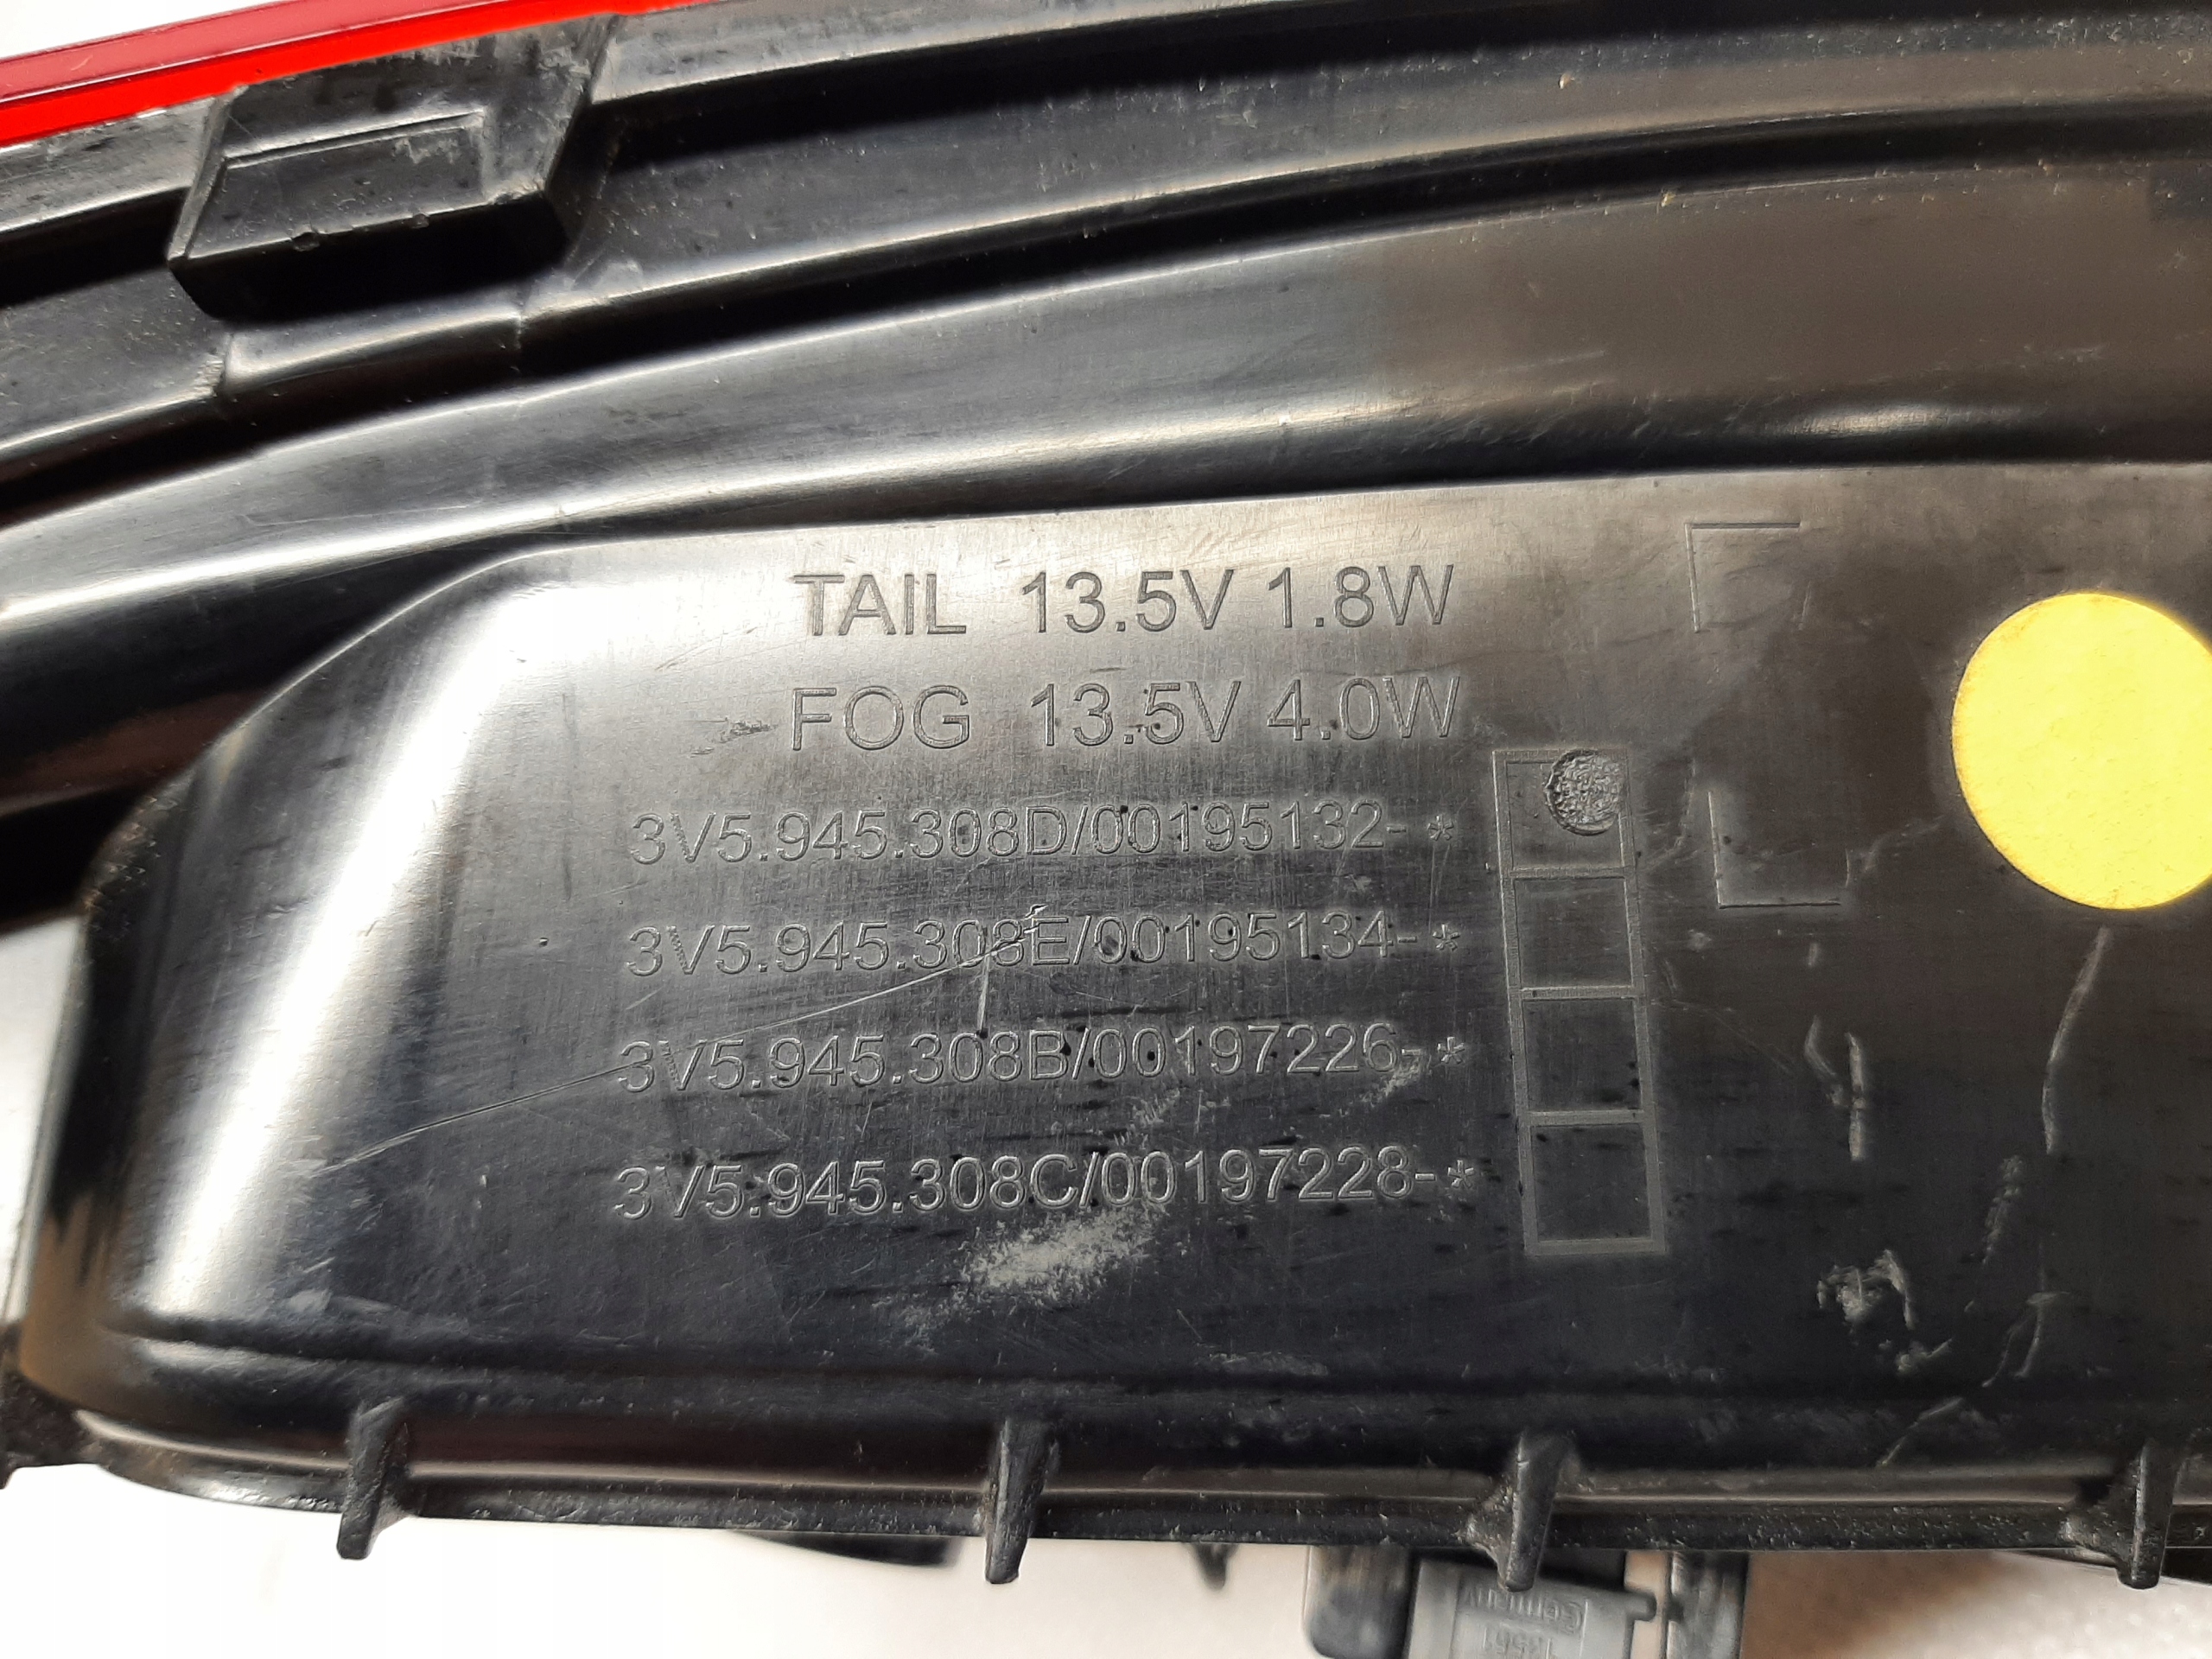 TAIL 13.5V 1.8W
FOG 13.5V 4.0W
3V5.945.308D/00195132-*
3V5.945.308E/00195134-*
3V5.945.308B/00197226-*
3V5.945.308C/00197228-*
Germany